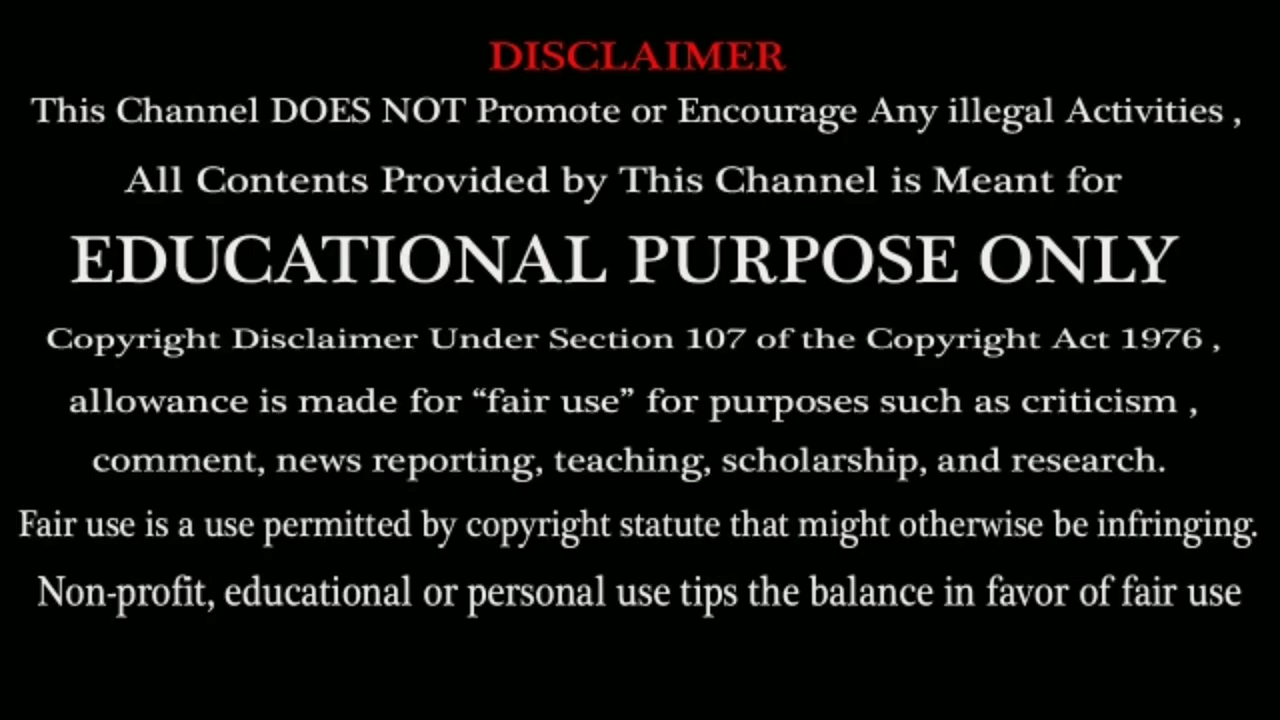 DISCLAIMER
This Channel DOES NOT Promote or Encourage Any illegal Activities ,
All Contents Provided by This Channel is Meant for
EDUCATIONAL PURPOSE ONLY
Copyright Disclaimer Under Section 107 of the Copyright Act 1976 ,
allowance is made for “fair use” for purposes such as criticism ,
comment, news reporting, teaching, scholarship, and research.
Fair use is a use permitted by copyright statute that might otherwise be infringing.
Non-profit, educational or personal use tips the balance in favor of fair use